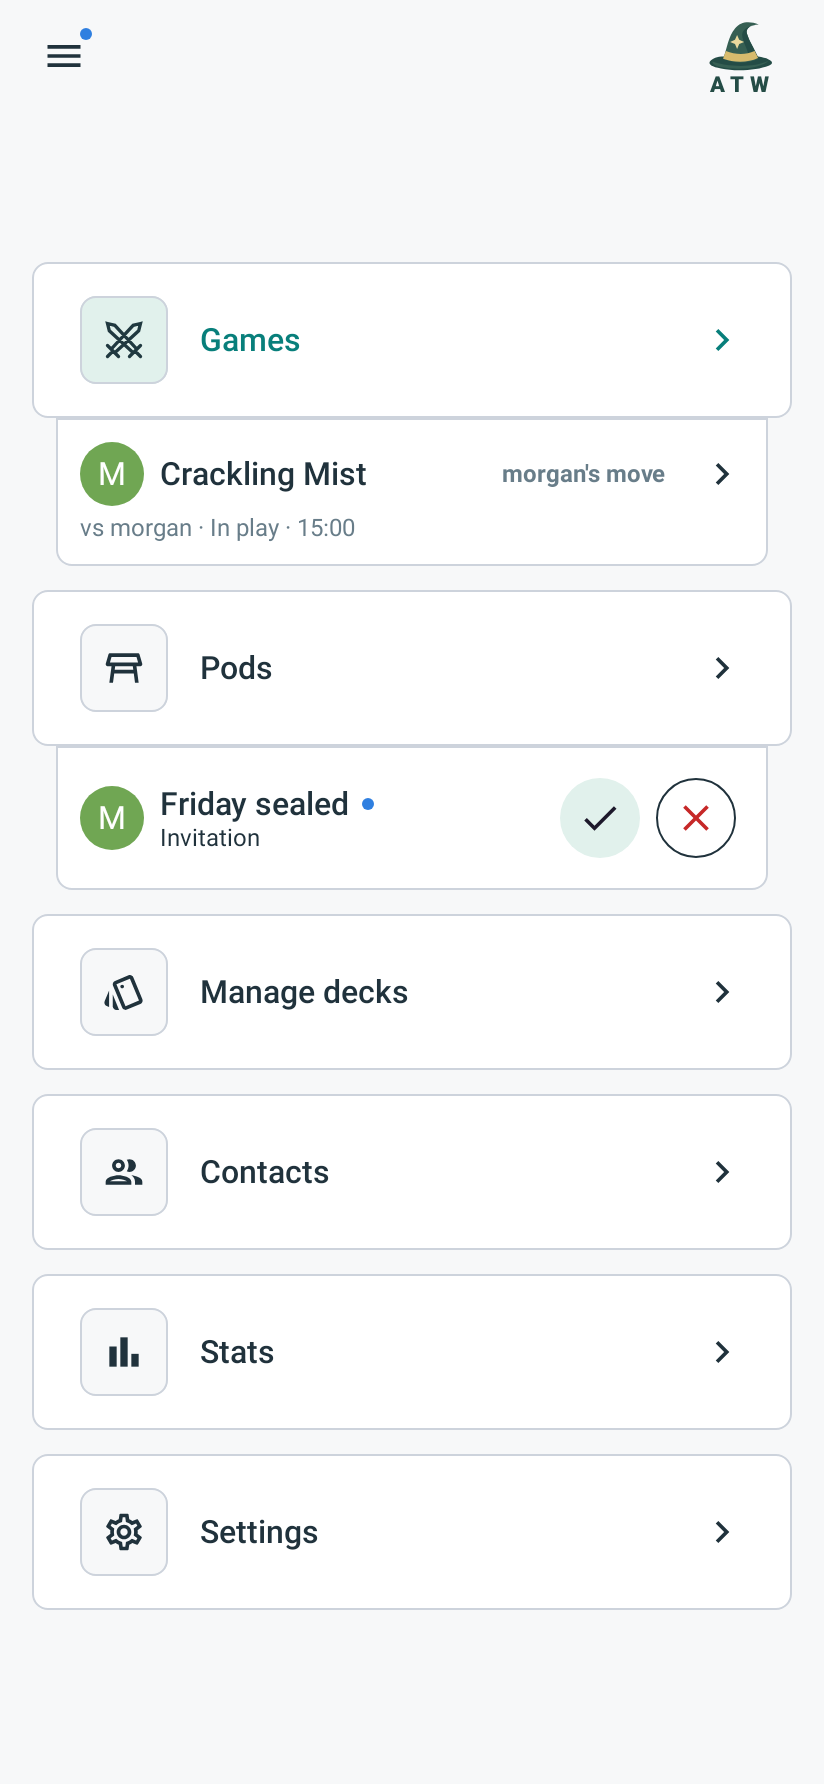 ATW
Games
M
Crackling Mist
morgan's move
vs morgan · In play · 15:00
Pods
M
Friday sealed
Invitation
Manage decks
Contacts
Stats
Settings